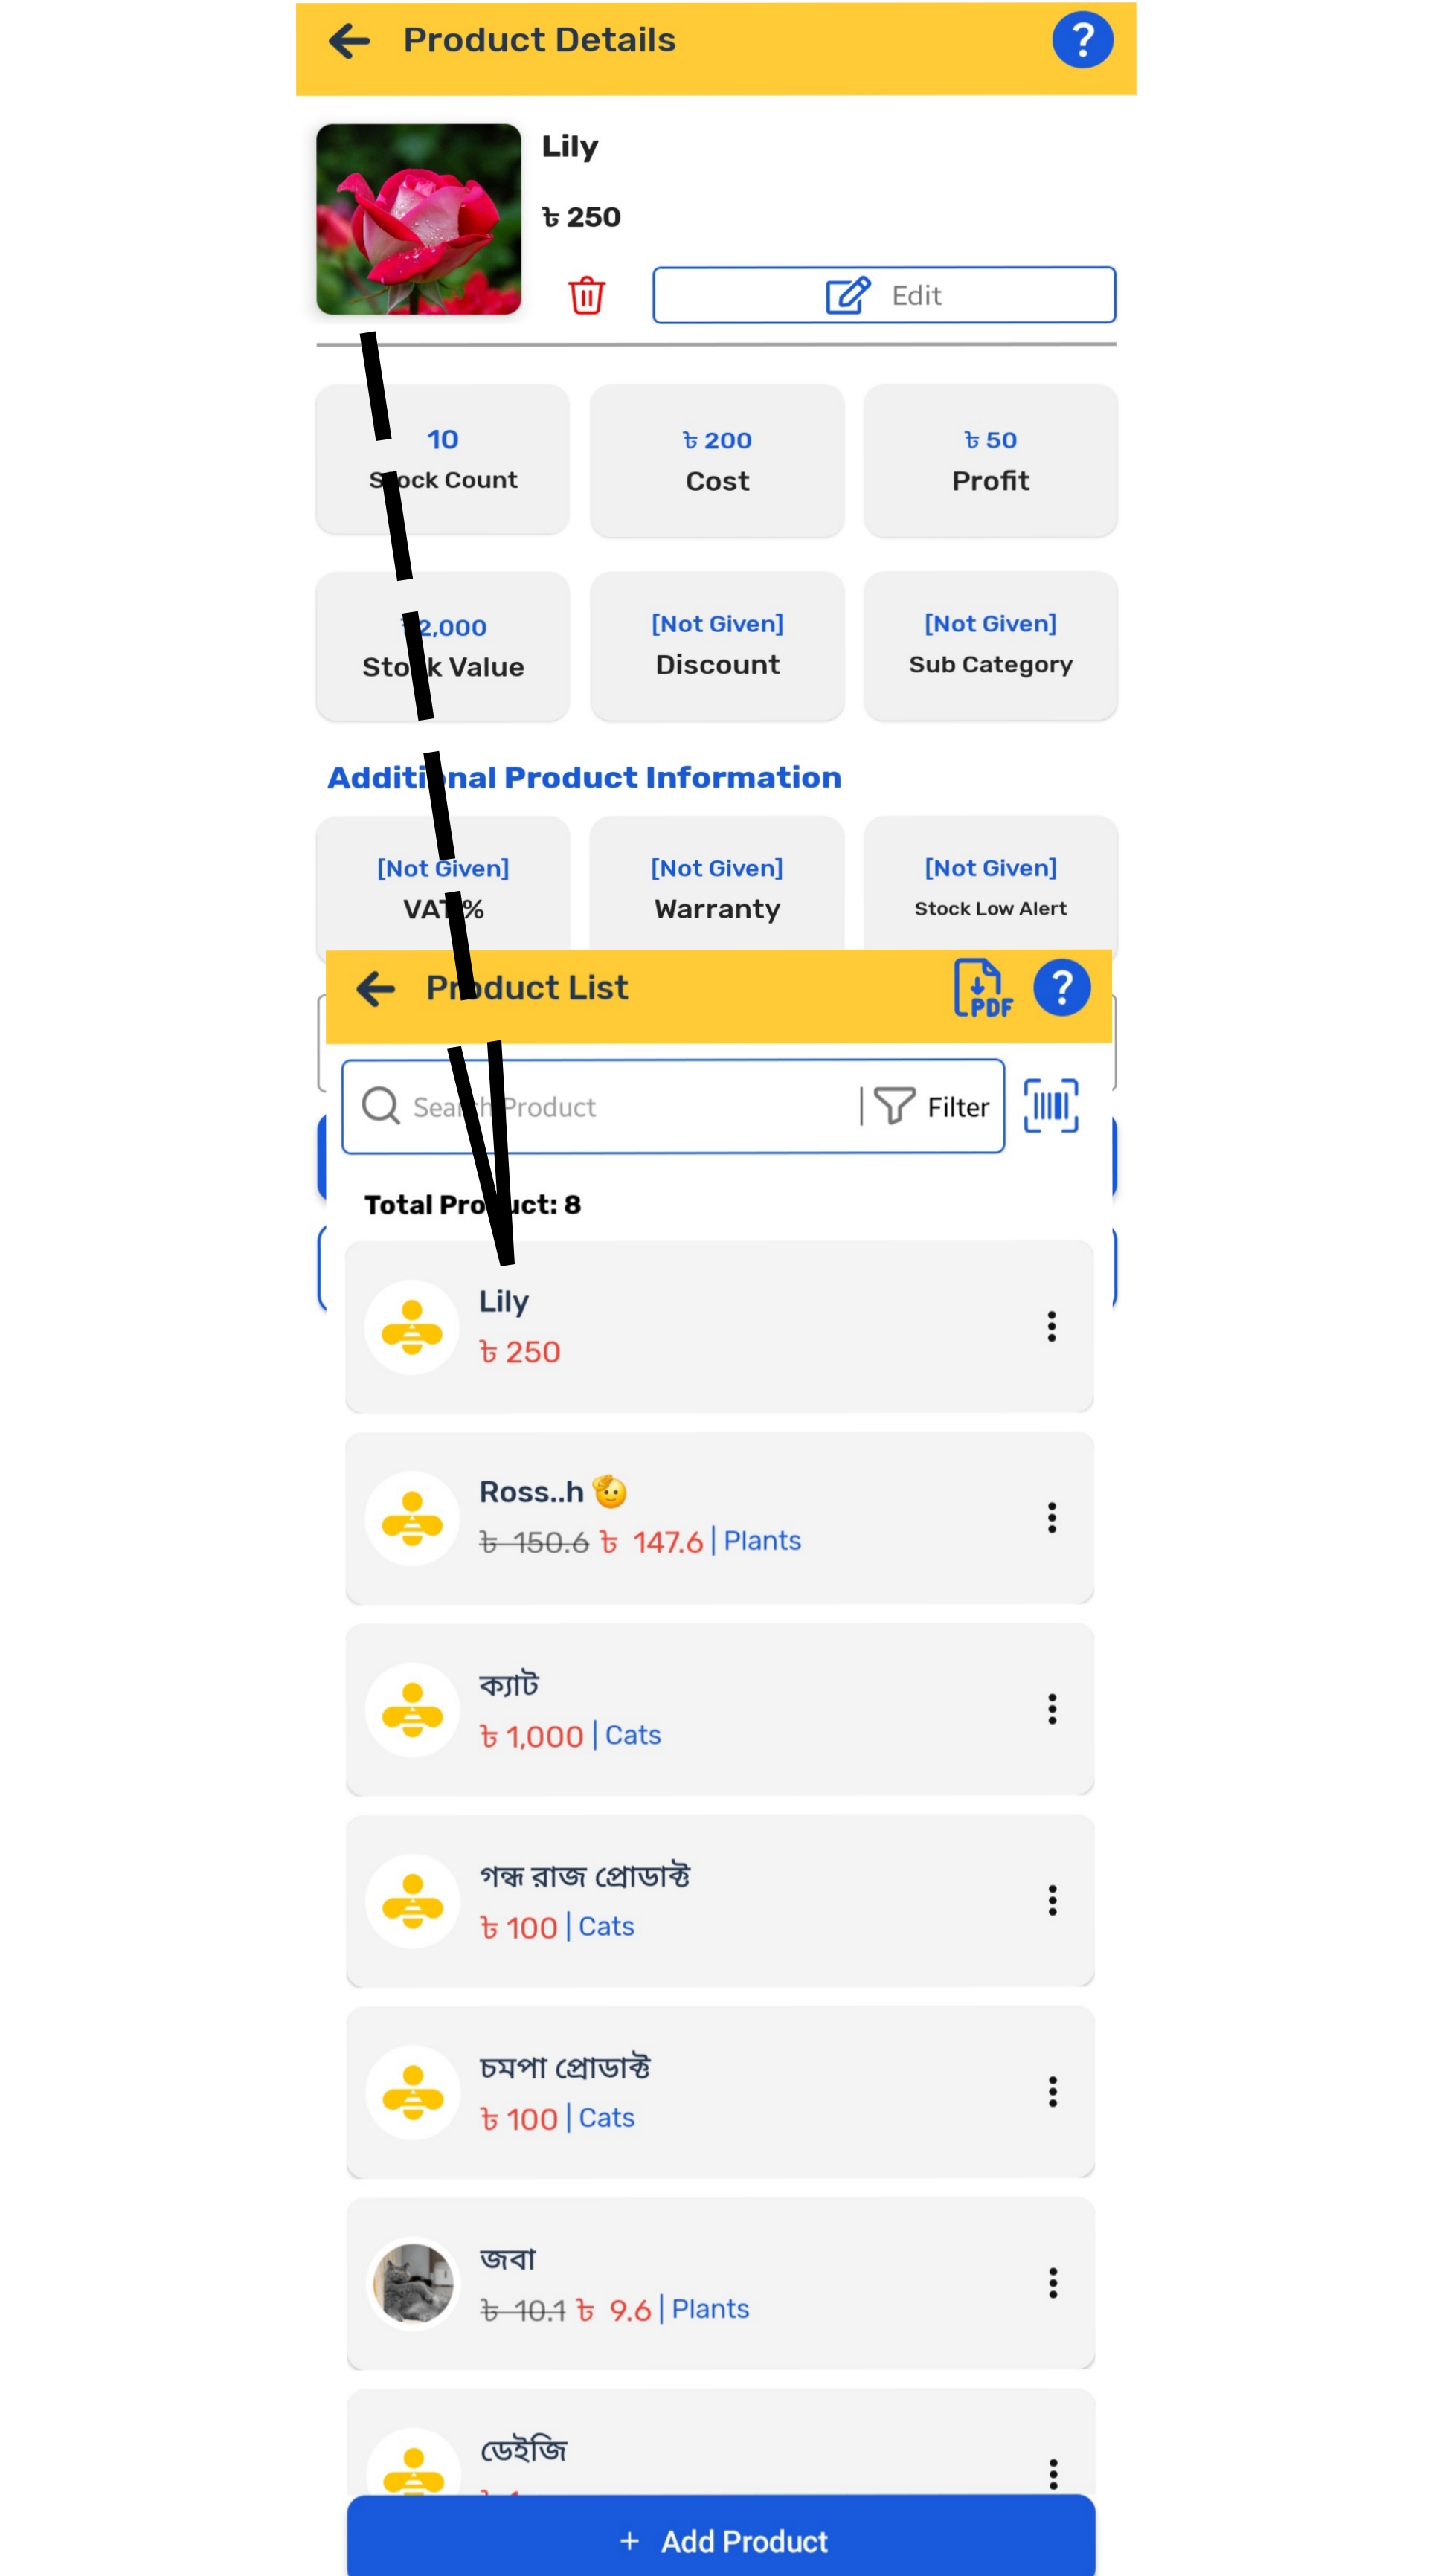 Product Details
?
Lily
৳ 250
Edit
10
Stock Count
৳ 200
Cost
৳ 50
Profit
2,000
Stock Value
[Not Given]
Discount
[Not Given]
Sub Category
Additional Product Information
[Not Given]
VAT %
[Not Given]
Warranty
[Not Given]
Stock Low Alert
Product List
PDF
?
Search Product
| Filter
Total Product: 8
Lily
৳ 250
Ross..h 🫡
৳ 150.6 ৳ 147.6 | Plants
ক্যাট
৳ 1,000 | Cats
গন্ধ রাজ প্রোডাক্ট
৳ 100 | Cats
চমপা প্রোডাক্ট
৳ 100 | Cats
জবা
৳ 10.1 ৳ 9.6 | Plants
ডেইজি
+ Add Product